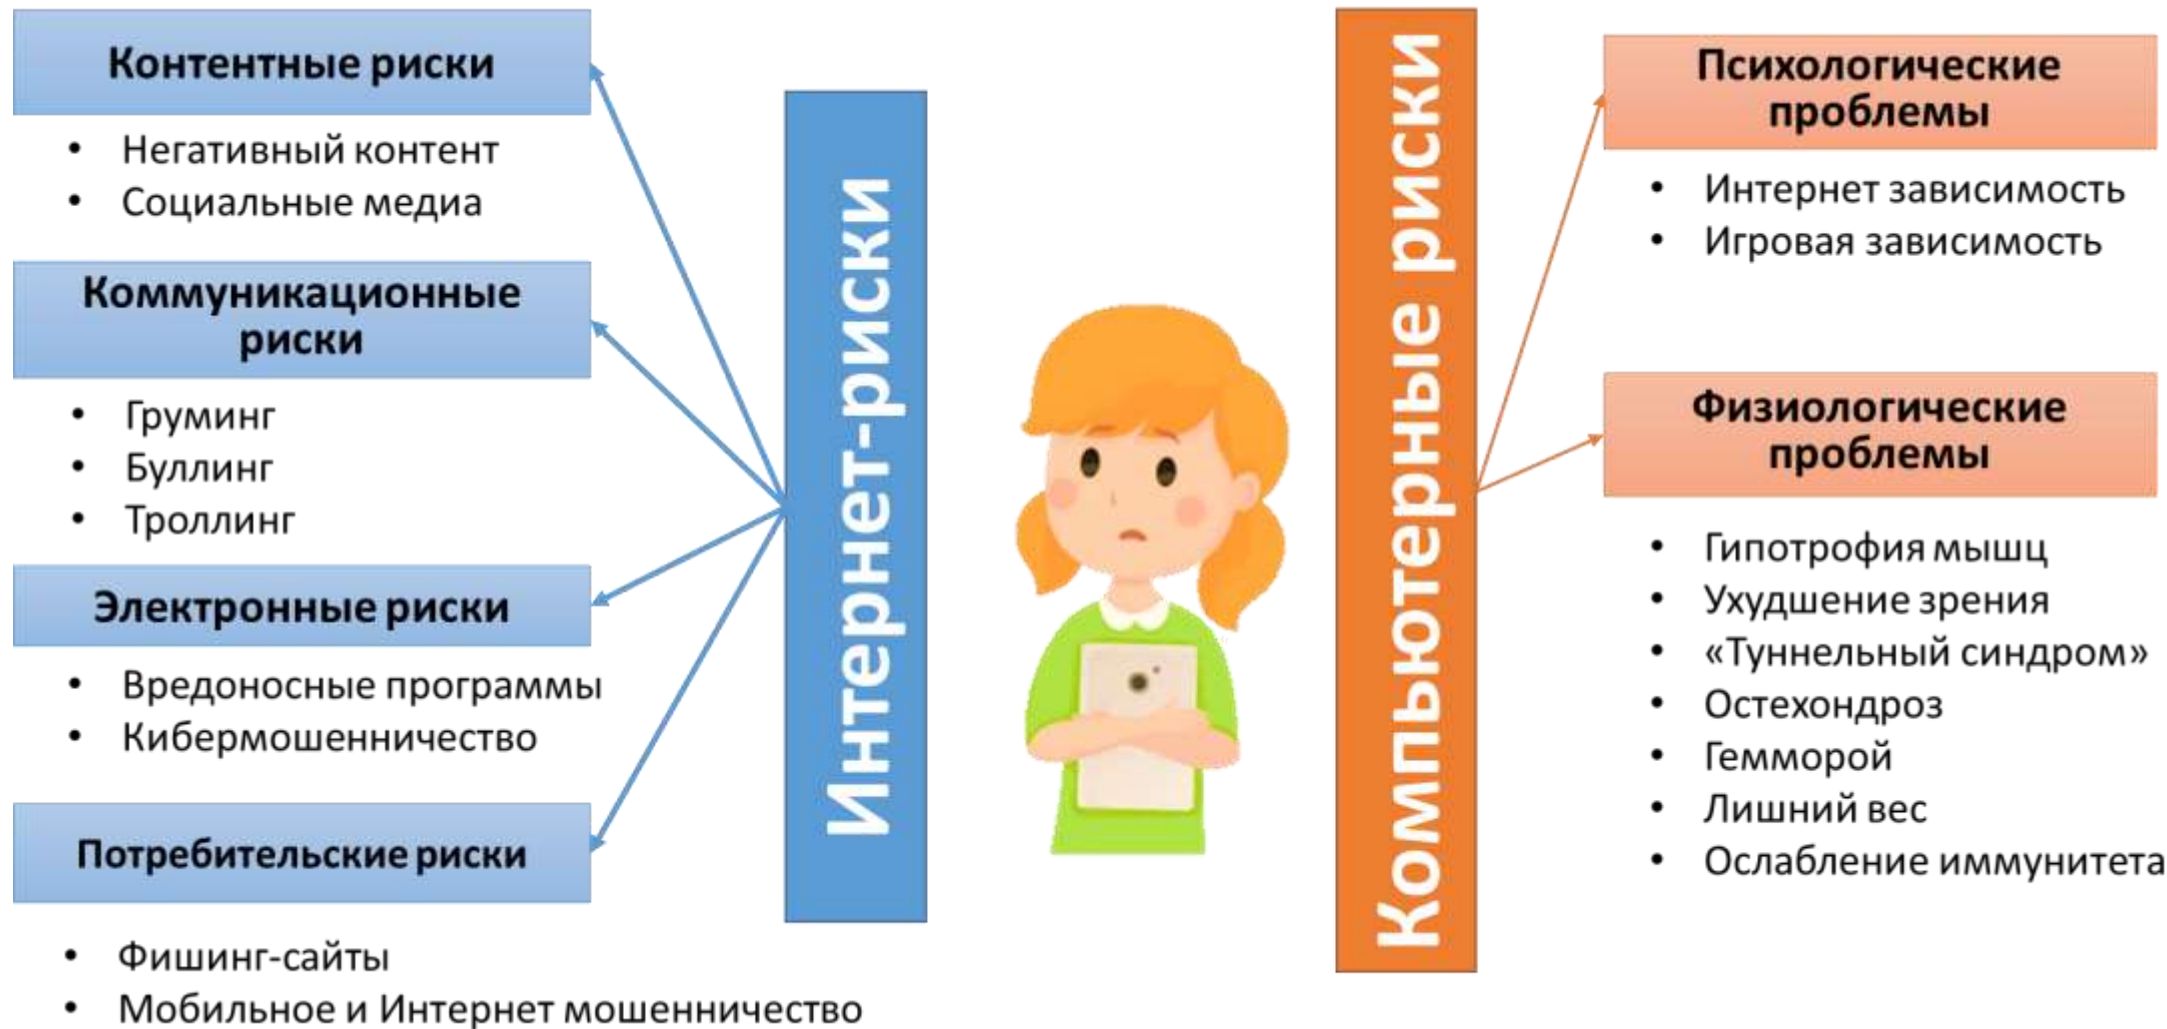 Контентные риски
• Негативный контент
• Социальные медиа
Коммуникационные
риски
• Груминг
• Буллинг
• Троллинг
Электронные риски
• Вредоносные программы
• Кибермошенничество
Потребительские риски
• Фишинг-сайты
• Мобильное и Интернет мошенничество
Интернет-риски
Компьютерные риски
Психологические
проблемы
• Интернет зависимость
• Игровая зависимость
Физиологические
проблемы
• Гипотрофия мышц
• Ухудшение зрения
• «Туннельный синдром»
• Остехондроз
• Гемморой
• Лишний вес
• Ослабление иммунитета